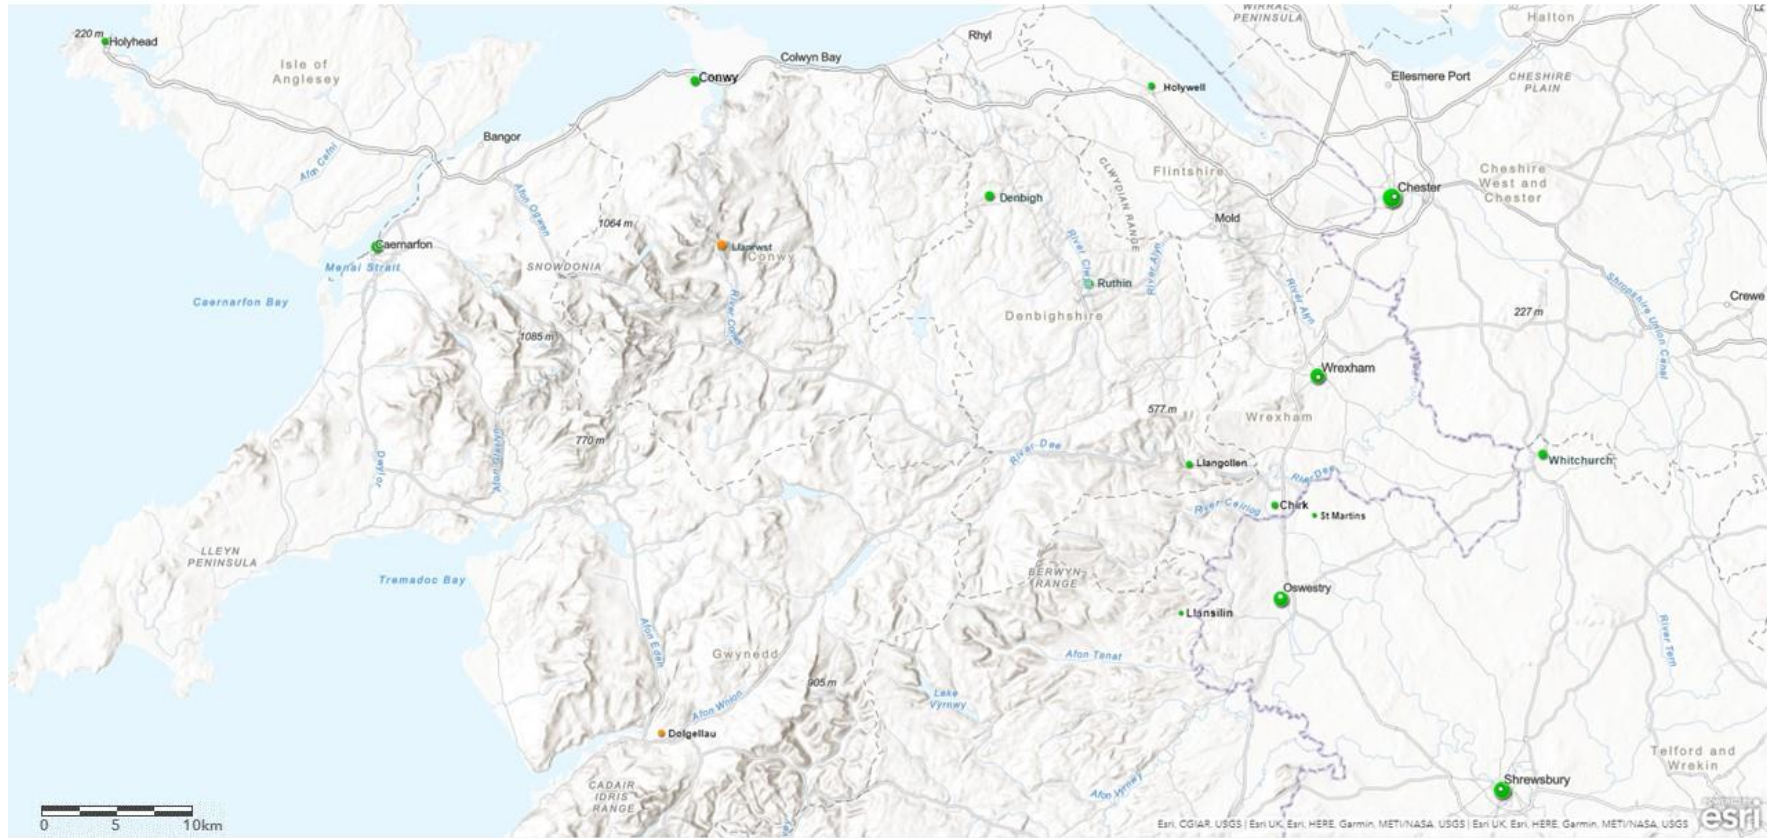 220 m
Holyhead
Isle of
Anglesey
Conwy
Colwyn Bay
Rhyl
WIRRAL
PENINSULA
Halton
Ellesmere Port
CHESHIRE
PLAIN
Holywell
Bangor
Afon Cefni
Afon Ogwen
Flintshire
CLWYDIAN RANGE
Denbigh
Chester
Cheshire
West and
Chester
Mold
1064 m
Caernarfon
Menai Strait
SNOWDONIA
Llanrwst
Conwy
River Clwyd
River Alyn
Ruthin
River Alyn
Shropshire Union Canal
Crewe
Caernarfon Bay
River Conwy
Denbighshire
227 m
1085 m
Wrexham
577 m
Wrexham
770 m
Dwyfor
Afon Glaslyn
River Dee
Llangollen
River Dee
Whitchurch
River Ceiriog
Chirk
St Martins
LLEYN
PENINSULA
Tremadoc Bay
BERWYN
RANGE
Oswestry
Llansilin
Afon Eden
Gwynedd
Afon Tanat
River Tern
905 m
Lake
Vyrnwy
Afon Wnion
Dolgellau
Telford and
Wrekin
CADAIR
IDRIS
RANGE
Afon Vyrnwy
Shrewsbury
0 5 10km
Esri, CGIAR, USGS | Esri UK, Esri, HERE, Garmin, METI/NASA, USGS | Esri UK, Esri, HERE, Garmin, METI/NASA, USGS
esri